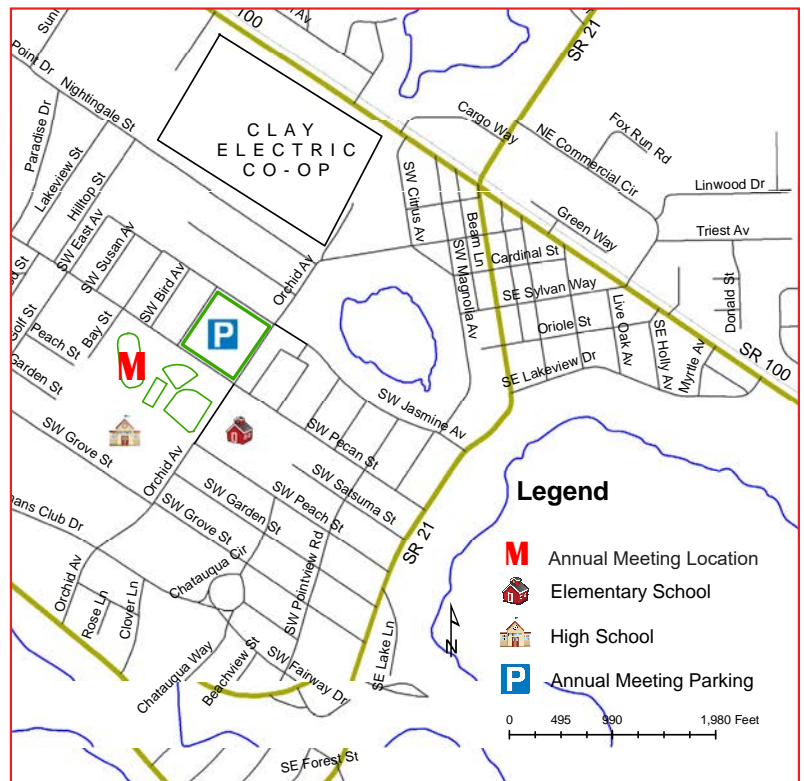 100
SR 21
Point Dr
Nightingale St
Paradise Dr
Lakeview St
Hilltop St
CLAY
ELECTRIC
CO-OP
Cargo Way
NE Commercial Cir
Fox Run Rd
Linwood Dr
Triest Av
Green Way
SW Citrus Av
Beam Ln
SW Magnolla Av
Cardinal St
SE Sylvan Way
Oriole St
SE Lakeview Dr
Live Oak Av
SE Holly Av
Myrtle Av
Donald St
SR 100
SW East Av
SW Susan Av
SW Bird Av
Orchid Av
P
Bay St
Peach St
Golf St
Garden St
M
SW Jasmine Av
SW Pecan St
SW Satsuma St
SW Peach St
SW Garden St
SW Grove St
SW Grove St
Orchid Av
Club Dr
SW Pointview Rd
SR 21
Chatauqua Cir
Orchid Av
Rose Ln
Clover Ln
Chatauqua Way
Beachview St
SW Fairway Dr
SE Lake Ln
SE Forest St
N
Legend
M Annual Meeting Location
Elementary School
High School
P Annual Meeting Parking
0 495 990 1,980 Feet